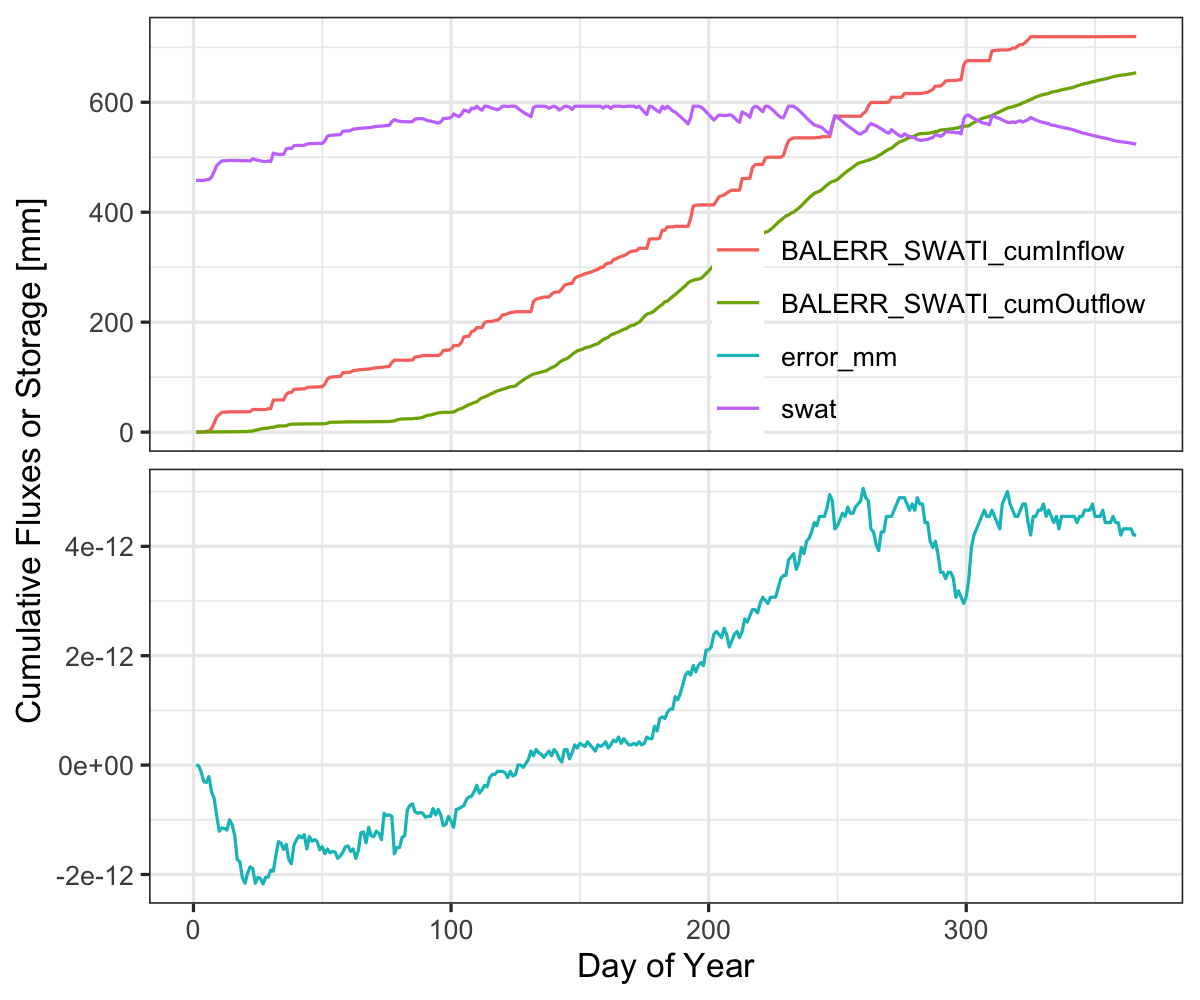 Cumulative Fluxes or Storage [mm]
600
400
200
0
BALERR_SWATI_cumInflow
BALERR_SWATI_cumOutflow
error_mm
swat
4e-12
2e-12
0e+00
-2e-12
0 100 200 300
Day of Year